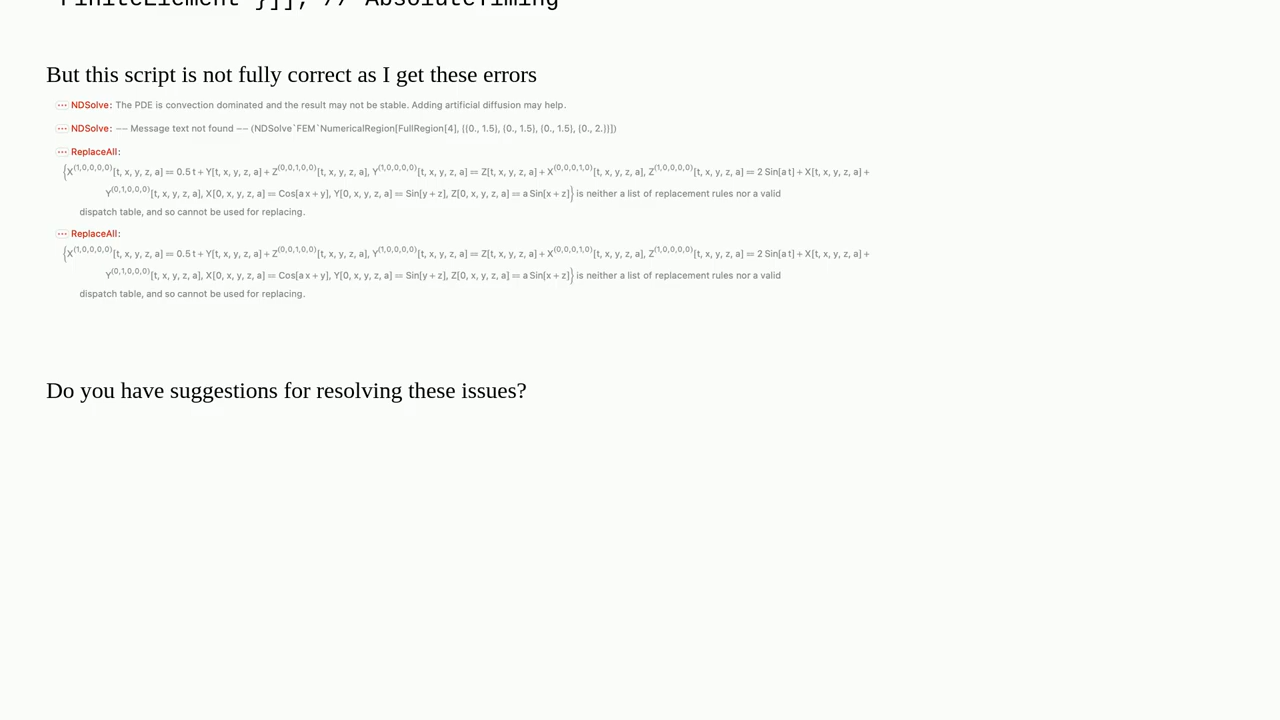 "FiniteElement"}]]; // AbsoluteTiming
But this script is not fully correct as I get these errors
NDSolve: The PDE is convection dominated and the result may not be stable. Adding artificial diffusion may help.
NDSolve: -- Message text not found -- (NDSolve`FEM`NumericalRegion[FullRegion[4], {{0., 1.5}, {0., 1.5}, {0., 1.5}, {0., 2.}}])
ReplaceAll:
{X^(1,0,0,0,0)[t, x, y, z, a] == 0.5 t + Y[t, x, y, z, a] + Z^(0,0,1,0,0)[t, x, y, z, a], Y^(1,0,0,0,0)[t, x, y, z, a] == Z[t, x, y, z, a] + X^(0,0,0,1,0)[t, x, y, z, a], Z^(1,0,0,0,0)[t, x, y, z, a] == 2 Sin[a t] + X[t, x, y, z, a] +
Y^(0,1,0,0,0)[t, x, y, z, a], X[0, x, y, z, a] == Cos[a x + y], Y[0, x, y, z, a] == Sin[y + z], Z[0, x, y, z, a] == a Sin[x + z]} is neither a list of replacement rules nor a valid
dispatch table, and so cannot be used for replacing.
ReplaceAll:
{X^(1,0,0,0,0)[t, x, y, z, a] == 0.5 t + Y[t, x, y, z, a] + Z^(0,0,1,0,0)[t, x, y, z, a], Y^(1,0,0,0,0)[t, x, y, z, a] == Z[t, x, y, z, a] + X^(0,0,0,1,0)[t, x, y, z, a], Z^(1,0,0,0,0)[t, x, y, z, a] == 2 Sin[a t] + X[t, x, y, z, a] +
Y^(0,1,0,0,0)[t, x, y, z, a], X[0, x, y, z, a] == Cos[a x + y], Y[0, x, y, z, a] == Sin[y + z], Z[0, x, y, z, a] == a Sin[x + z]} is neither a list of replacement rules nor a valid
dispatch table, and so cannot be used for replacing.
Do you have suggestions for resolving these issues?